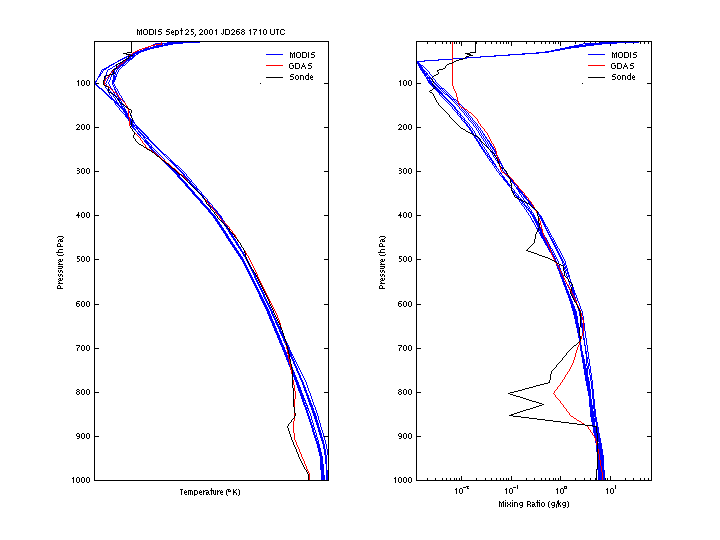 MODIS Sept 25, 2001 JD268 1710 UTC
MODIS
GDAS
Sonde
100
200
300
400
500
600
700
800
900
1000
Pressure (hPa)
Temperature (°K)
MODIS
GDAS
Sonde
100
200
300
400
500
600
700
800
900
1000
Pressure (hPa)
10⁻² 10⁻¹ 10⁰ 10¹
Mixing Ratio (g/kg)